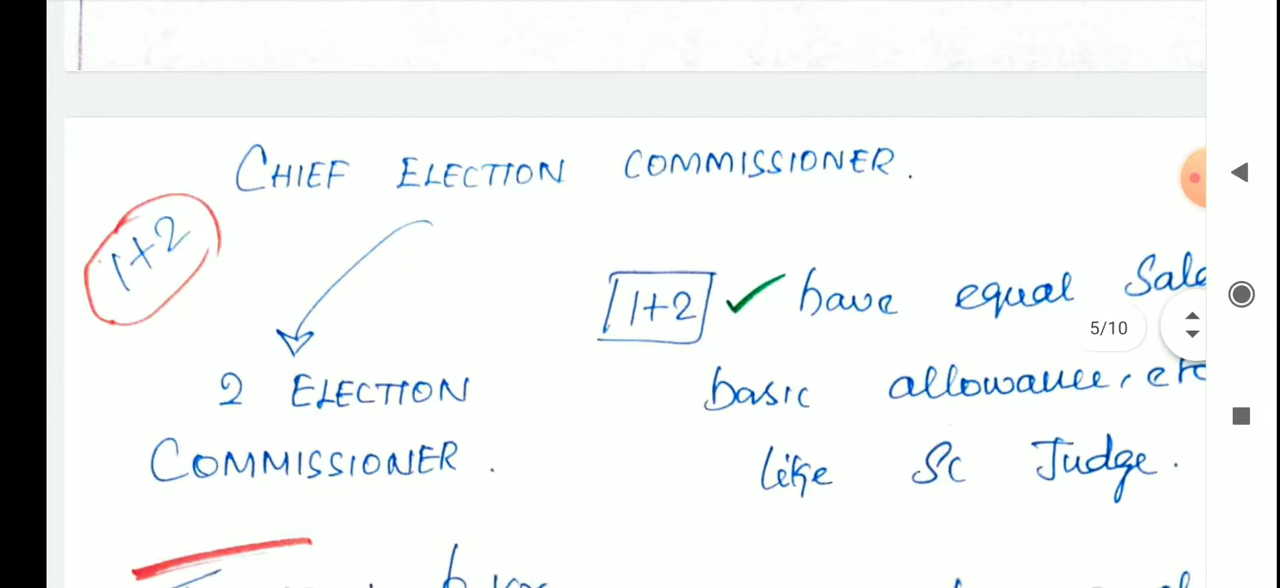 CHIEF ELECTION COMMISSIONER.
1+2
1+2 ✓ have equal Sala
5/10
2 ELECTION
COMMISSIONER.
basic allowance, etc
like SC Judge.